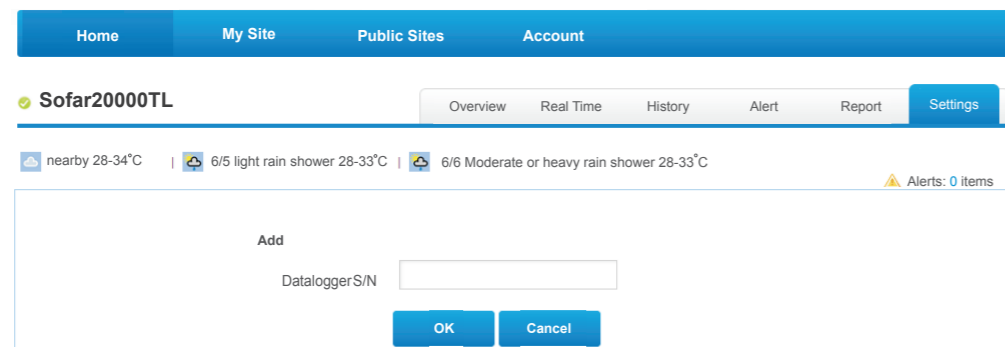 Home My Site Public Sites Account
Sofar20000TL
Overview Real Time History Alert Report Settings
nearby 28-34°C | 6/5 light rain shower 28-33°C | 6/6 Moderate or heavy rain shower 28-33°C
Alerts: 0 items
Add
DataloggerS/N
OK Cancel